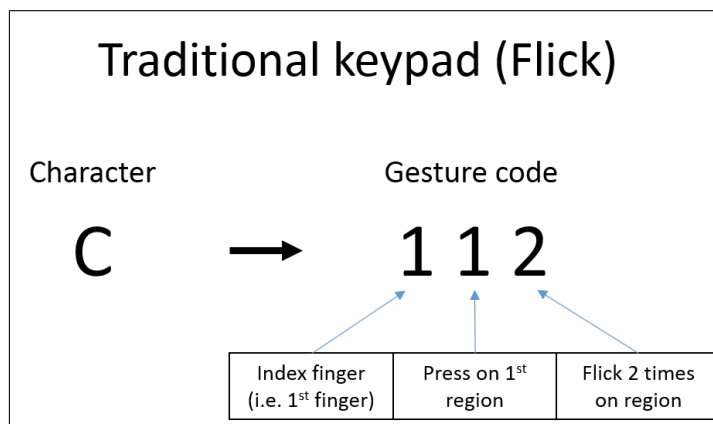 Traditional keypad (Flick)
Character
Gesture code
C
1 1 2
Index finger
(i.e. 1st finger)
Press on 1st
region
Flick 2 times
on region